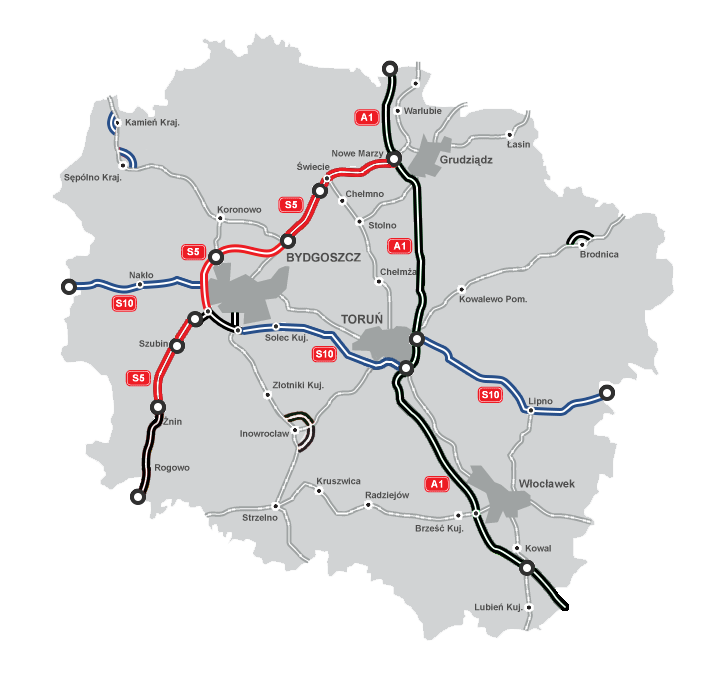 Warlubie
A1
Kamień Kraj.
Łasin
Nowe Marzy
Grudziądz
Świecie
Sępólno Kraj.
Chełmno
S5
Koronowo
Stolno
A1
S5
BYDGOSZCZ
Brodnica
Chełmża
Nakło
S10
Kowalewo Pom.
TORUŃ
Solec Kuj.
Szubin
S10
S5
Złotniki Kuj.
S10
Lipno
Żnin
Inowrocław
Rogowo
Kruszwica
A1
Włocławek
Radziejów
Strzelno
Brześć Kuj.
Kowal
Lubień Kuj.